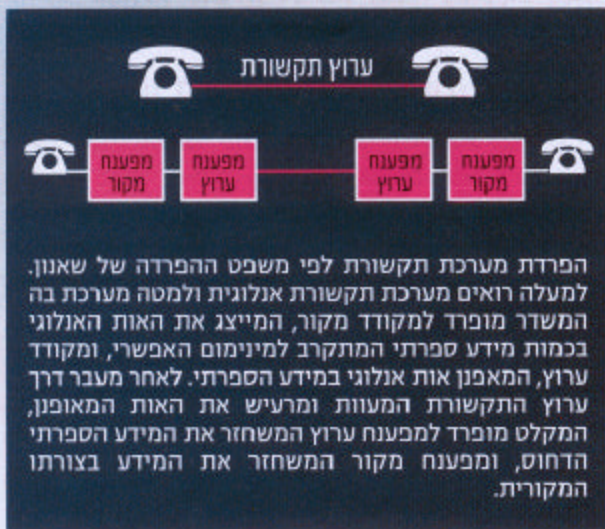 ערוץ תקשורת
מפענח מקור
מפענח ערוץ
מפענח ערוץ
מפענח מקור
הפרדת מערכת תקשורת לפי משפט ההפרדה של שאנון.
למעלה רואים מערכת תקשורת אנלוגית ולמטה מערכת בה
המשדר מופרד למקודד מקור, המייצג את האות האנלוגי
בכמות מידע ספרתי המתקרב למינימום האפשרי, ומקודד
ערוץ, המאפנן אות אנלוגי במידע הספרתי. לאחר מעבר דרך
ערוץ התקשורת המעוות ומרעיש את האות המאופנן,
המקלט מופרד למפענח ערוץ המשחזר את המידע הספרתי
הדחוס, ומפענח מקור המשחזר את המידע בצורתו
המקורית.